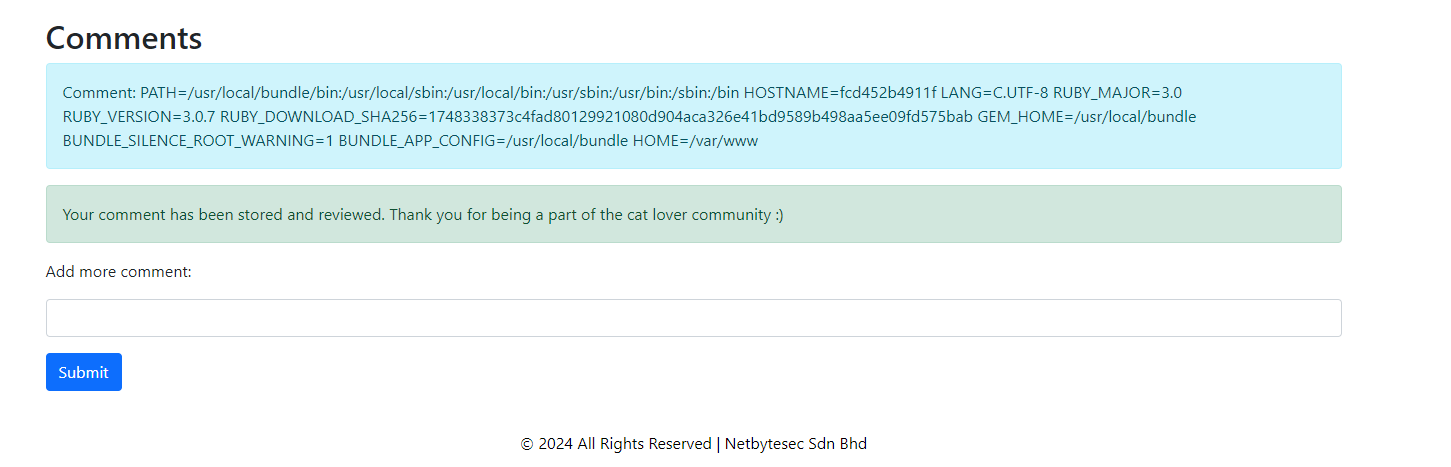 Comments
Comment: PATH=/usr/local/bundle/bin:/usr/local/sbin:/usr/local/bin:/usr/sbin:/usr/bin:/sbin:/bin HOSTNAME=fcd452b4911f LANG=C.UTF-8 RUBY_MAJOR=3.0
RUBY_VERSION=3.0.7 RUBY_DOWNLOAD_SHA256=1748338373c4fad80129921080d904aca326e41bd9589b498aa5ee09fd575bab GEM_HOME=/usr/local/bundle
BUNDLE_SILENCE_ROOT_WARNING=1 BUNDLE_APP_CONFIG=/usr/local/bundle HOME=/var/www
Your comment has been stored and reviewed. Thank you for being a part of the cat lover community :)
Add more comment:
Submit
© 2024 All Rights Reserved | Netbytesec Sdn Bhd